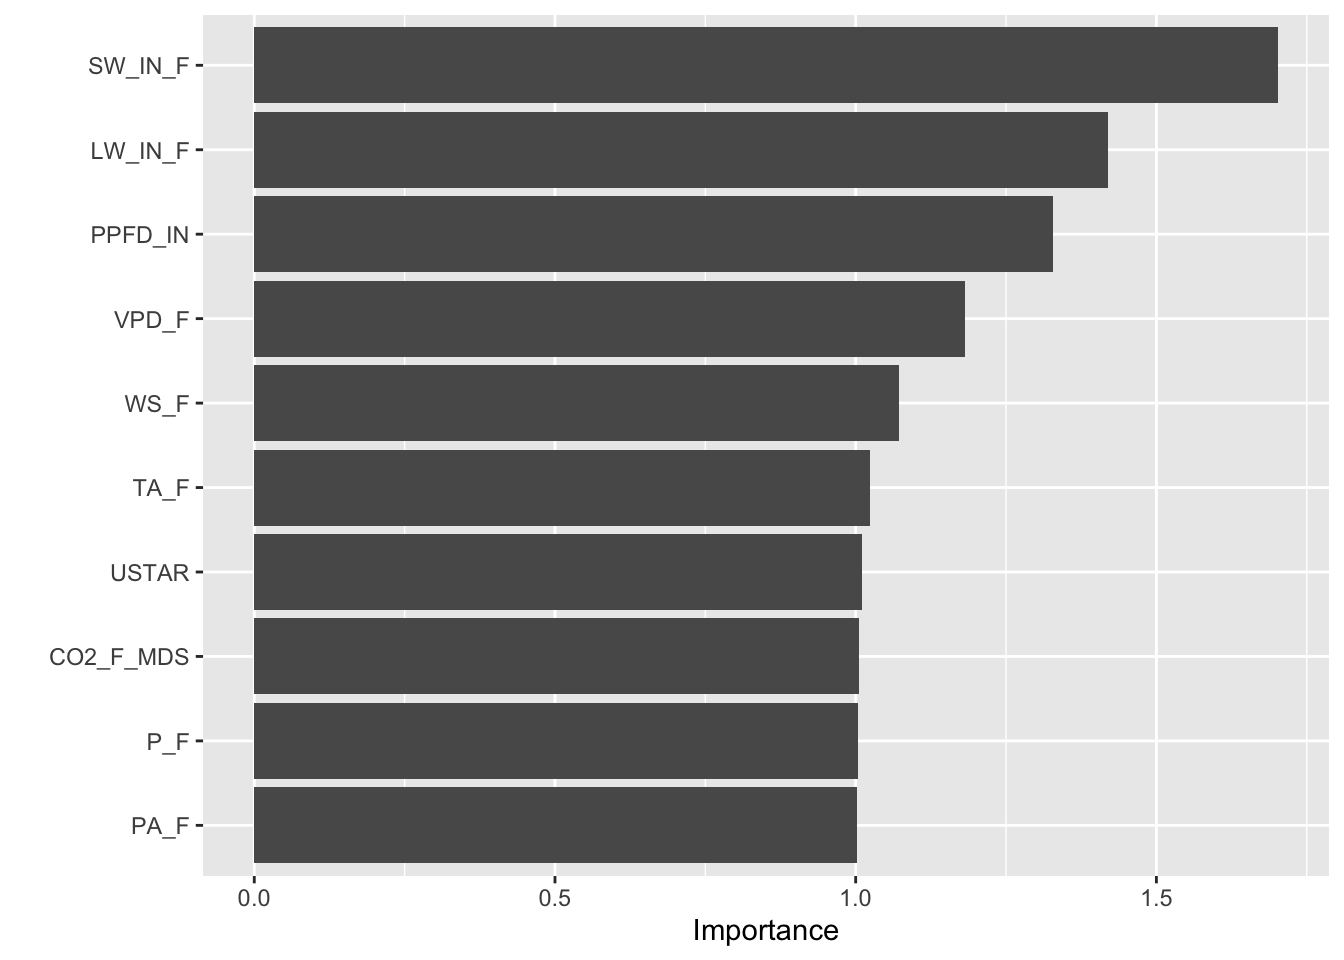 SW_IN_F
LW_IN_F
PPFD_IN
VPD_F
WS_F
TA_F
USTAR
CO2_F_MDS
P_F
PA_F
0.0 0.5 1.0 1.5
Importance